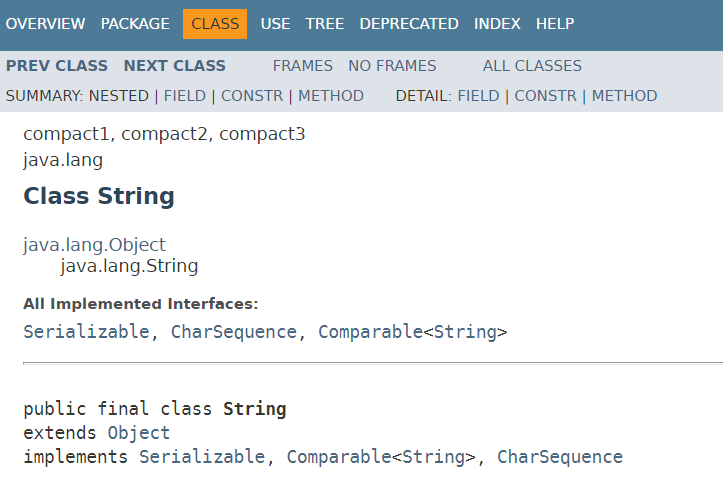 OVERVIEW PACKAGE CLASS USE TREE DEPRECATED INDEX HELP
PREV CLASS NEXT CLASS FRAMES NO FRAMES ALL CLASSES
SUMMARY: NESTED | FIELD | CONSTR | METHOD DETAIL: FIELD | CONSTR | METHOD
compact1, compact2, compact3
java.lang
Class String
java.lang.Object
java.lang.String
All Implemented Interfaces:
Serializable, CharSequence, Comparable<String>
public final class String
extends Object
implements Serializable, Comparable<String>, CharSequence